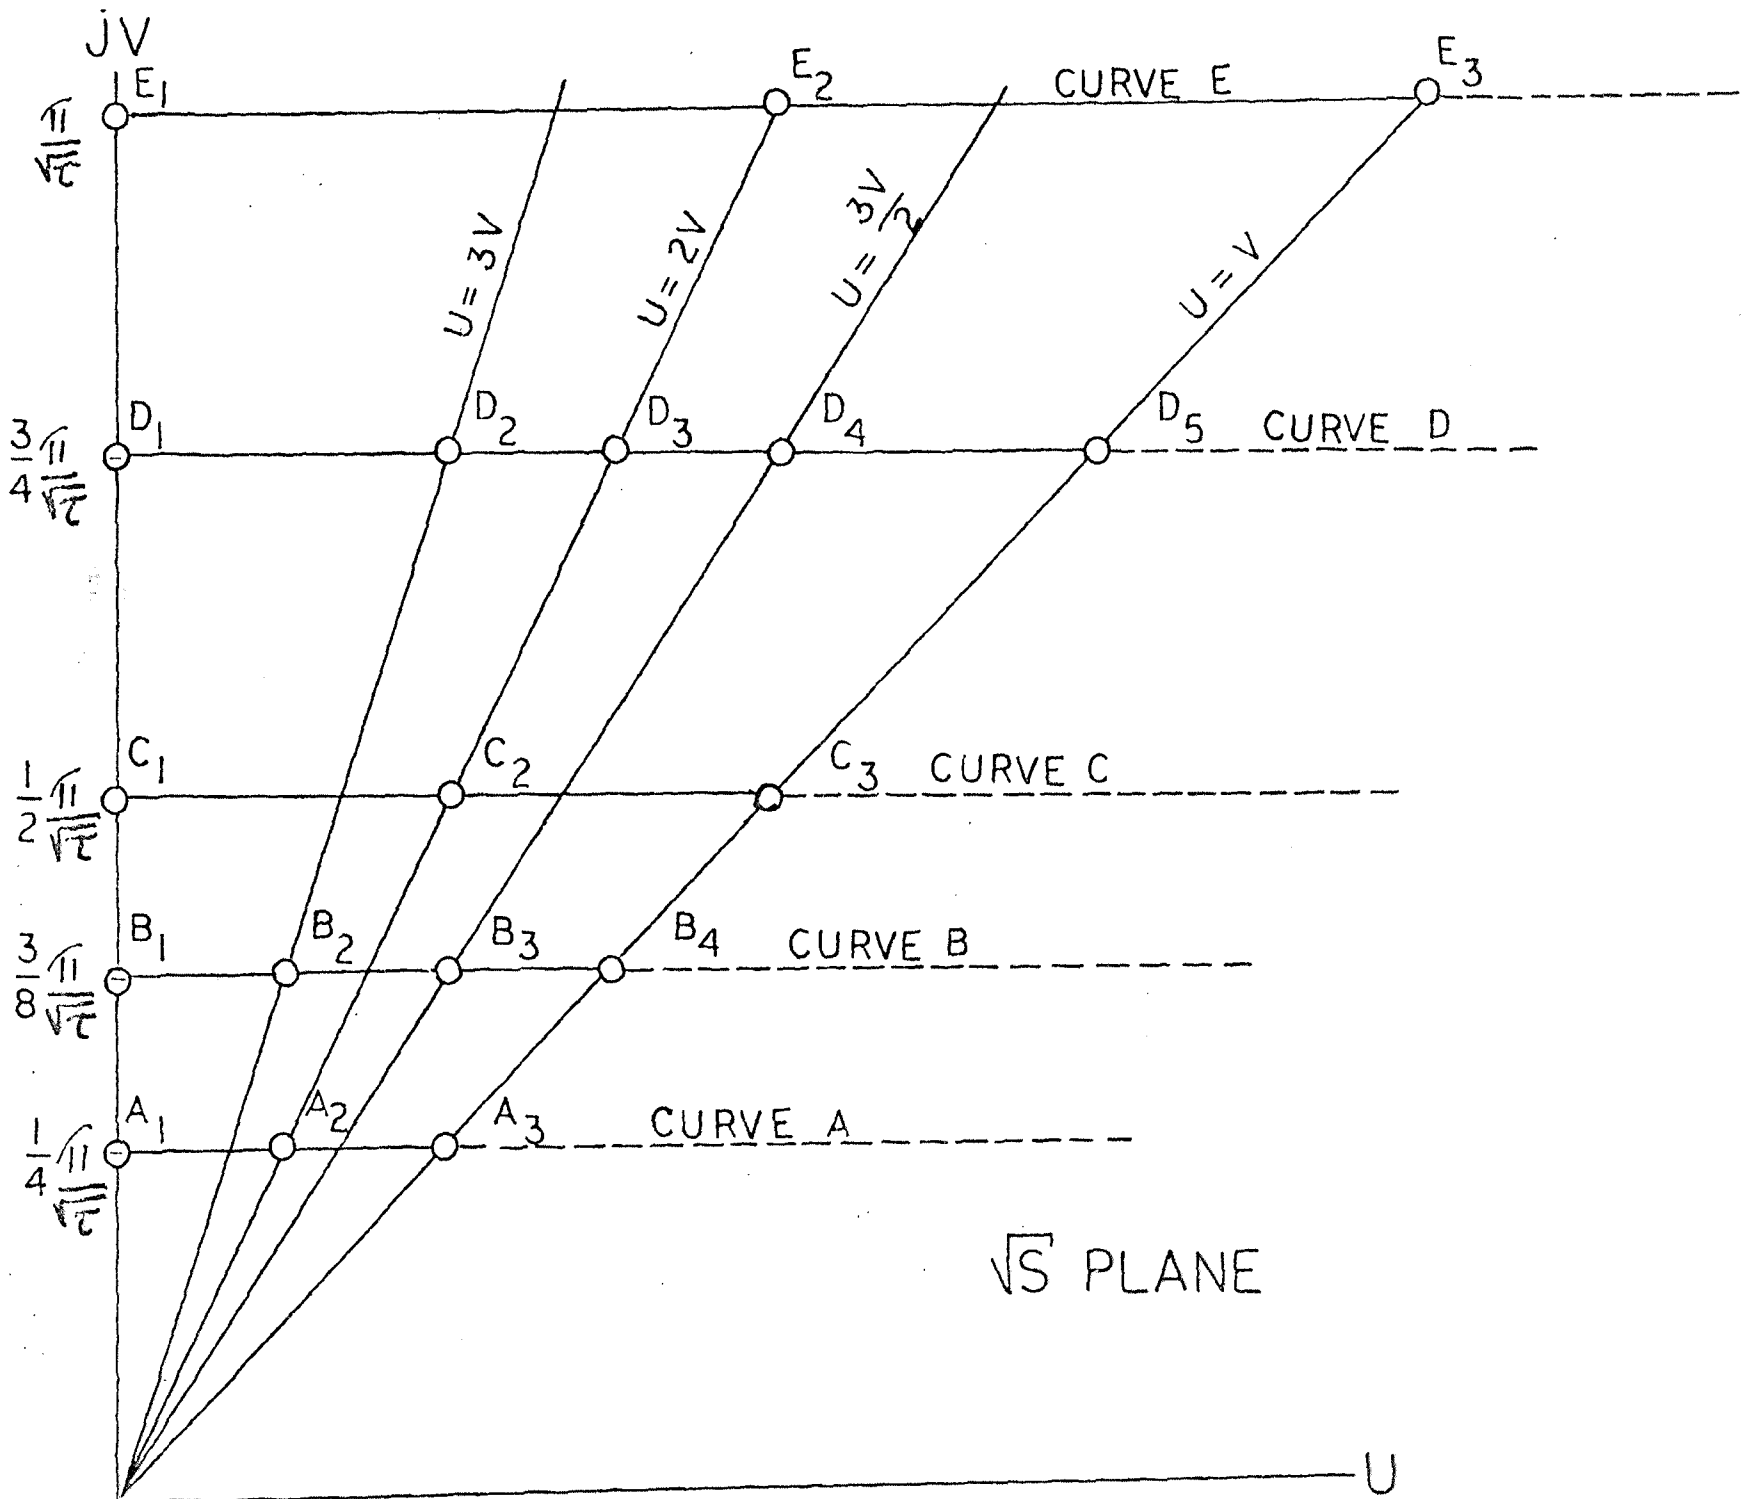 jV
E1
E2
CURVE E
E3
π/√τ
U = 3V
U = 2V
U = 3V/2
U = V
D1
D2
D3
D4
D5
CURVE D
3/4 π/√τ
C1
C2
C3
CURVE C
1/2 π/√τ
B1
B2
B3
B4
CURVE B
3/8 π/√τ
A1
A2
A3
CURVE A
1/4 π/√τ
√S PLANE
U